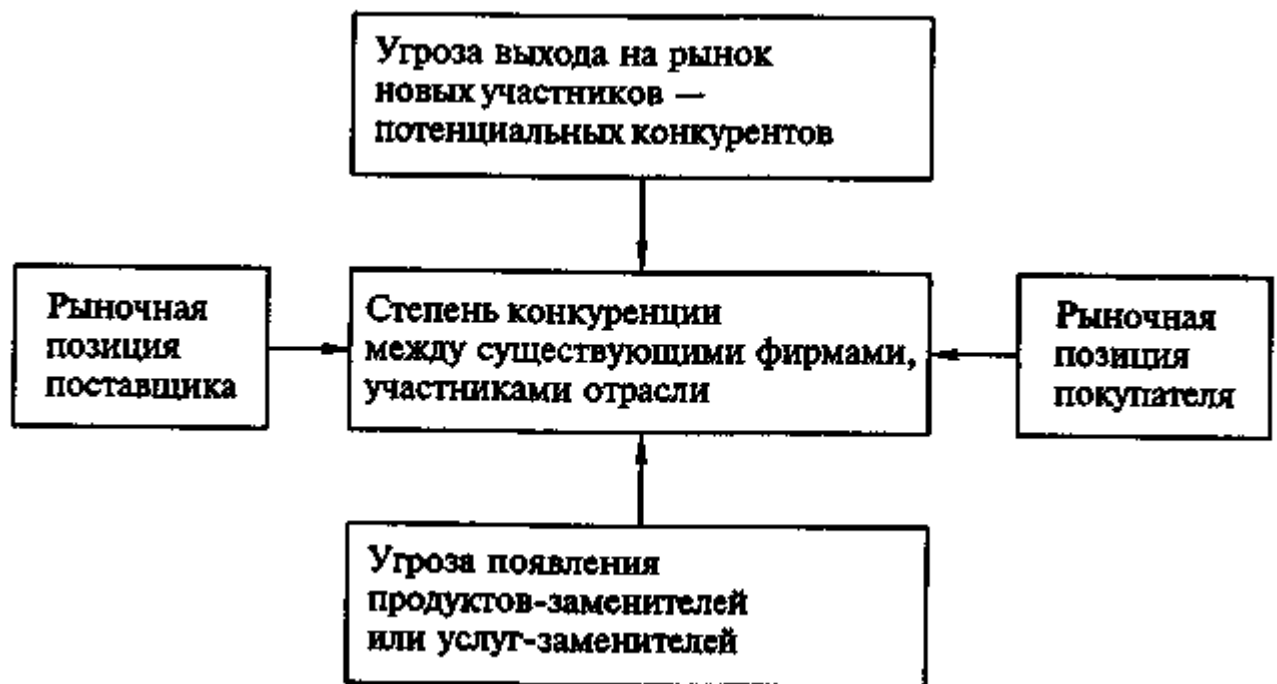 Угроза выхода на рынок
новых участников —
потенциальных конкурентов
Рыночная
позиция
поставщика
Степень конкуренции
между существующими фирмами,
участниками отрасли
Рыночная
позиция
покупателя
Угроза появления
продуктов-заменителей
или услуг-заменителей